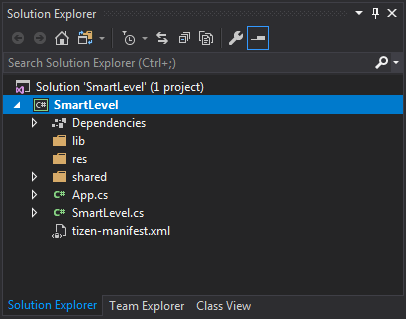 Solution Explorer
Search Solution Explorer (Ctrl+;)
Solution 'SmartLevel' (1 project)
C# SmartLevel
Dependencies
lib
res
shared
C# App.cs
C# SmartLevel.cs
tizen-manifest.xml
Solution Explorer Team Explorer Class View